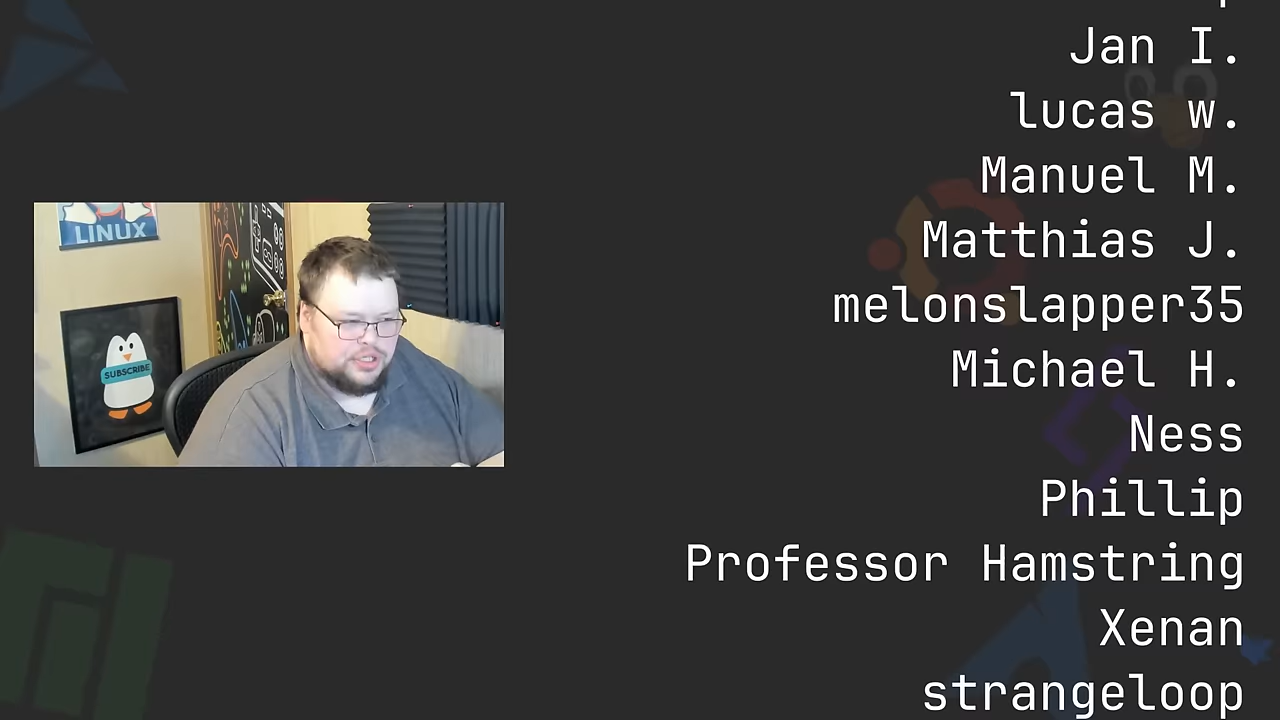 Jan I.
lucas w.
Manuel M.
Matthias J.
melonslapper35
Michael H.
Ness
Phillip
Professor Hamstring
Xenan
strangeloop
LINUX
SUBSCRIBE